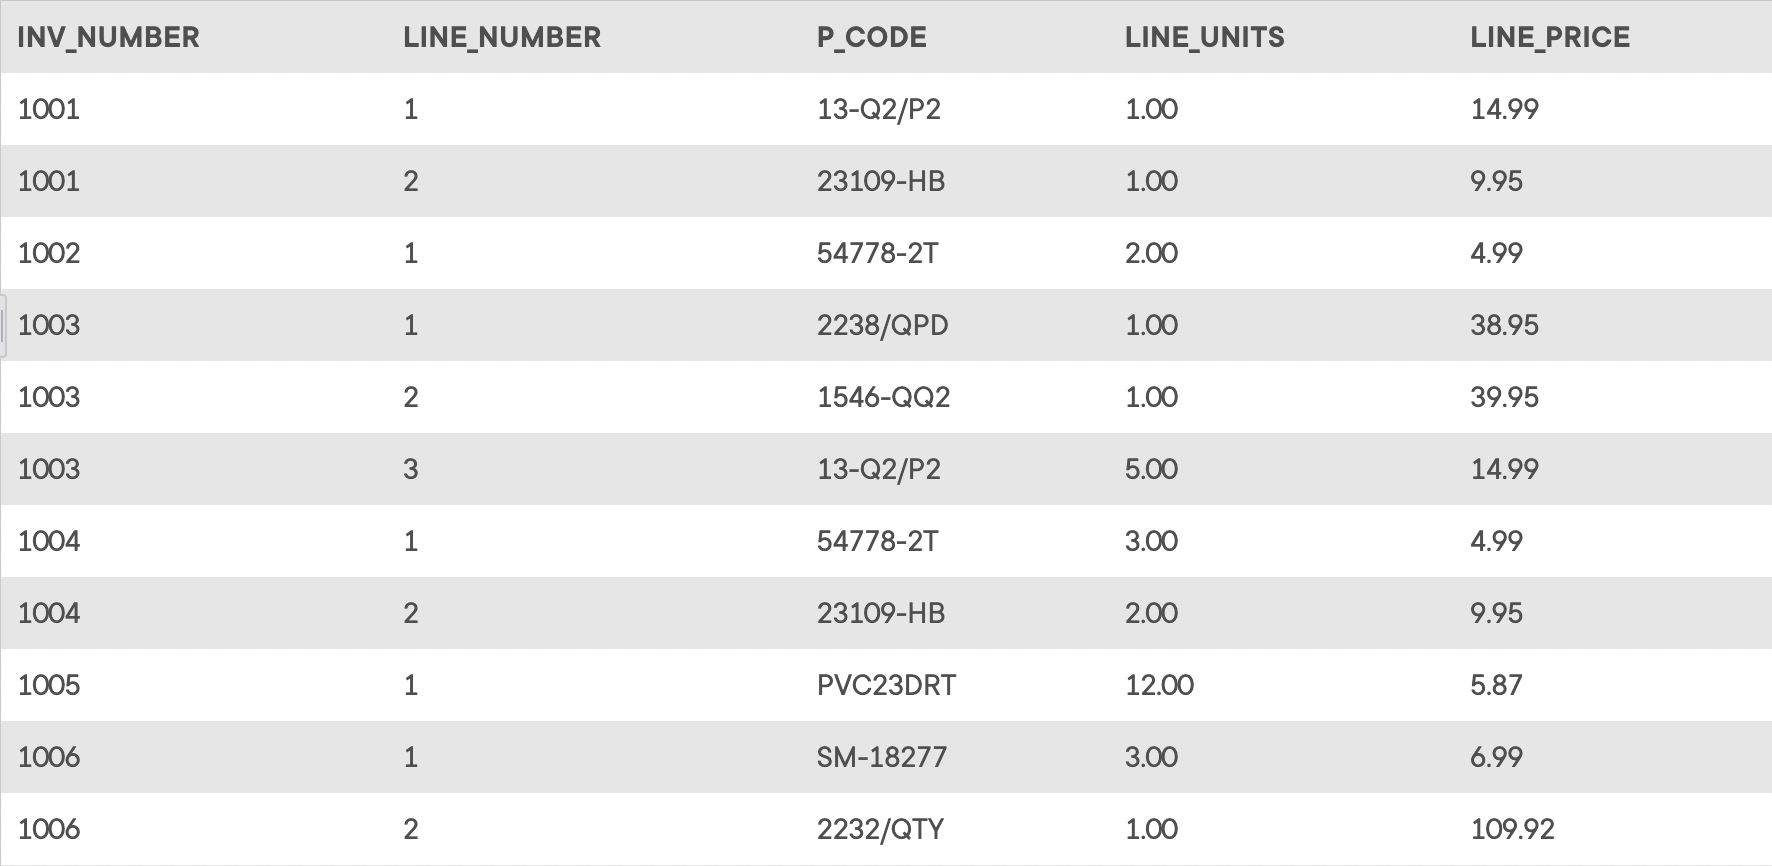 INV_NUMBER LINE_NUMBER P_CODE LINE_UNITS LINE_PRICE
1001 1 13-Q2/P2 1.00 14.99
1001 2 23109-HB 1.00 9.95
1002 1 54778-2T 2.00 4.99
1003 1 2238/QPD 1.00 38.95
1003 2 1546-QQ2 1.00 39.95
1003 3 13-Q2/P2 5.00 14.99
1004 1 54778-2T 3.00 4.99
1004 2 23109-HB 2.00 9.95
1005 1 PVC23DRT 12.00 5.87
1006 1 SM-18277 3.00 6.99
1006 2 2232/QTY 1.00 109.92